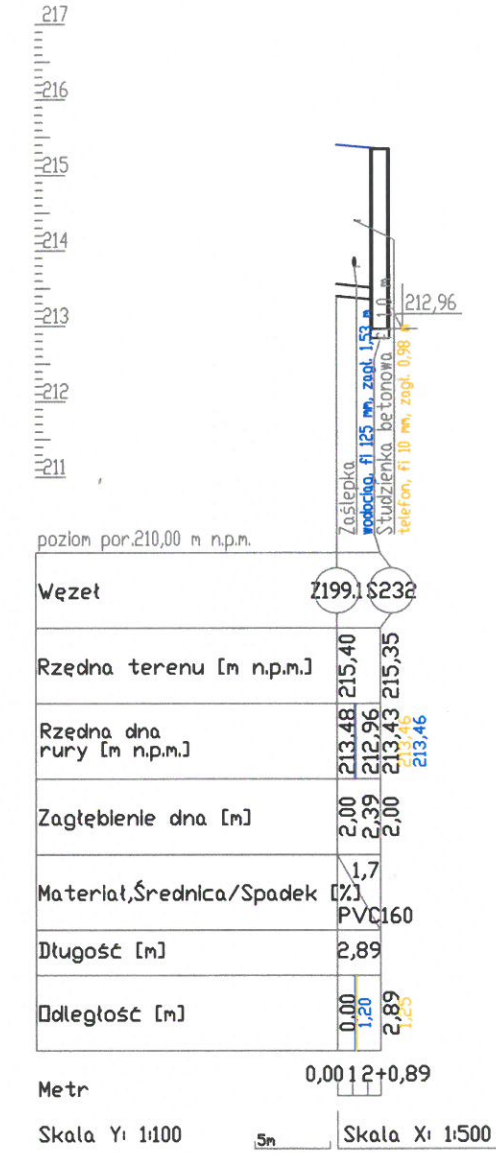 217
216
215
214
213
212
211
212,96
Zaślepka
wodociąg, fi 125 mm, zagł. 1,53 m
Studzienka betonowa fi 1,0 m
telefon, fi 10 mm, zagł. 0,98 m
poziom por.210,00 m n.p.m.
Węzeł Z199.1 S232
Rzędna terenu [m n.p.m.] 215,40 215,35
Rzędna dna
rury [m n.p.m.] 213,48 212,96 213,43 213,46 213,46
Zagłębienie dna [m] 2,00 2,39 2,00
Materiał,Średnica/Spadek [%] 1,7
PVC160
Długość [m] 2,89
Odległość [m] 0,00 1,20 2,89 1,25
Metr 0,00 1 2+0,89
Skala Y: 1:100 5m Skala X: 1:500